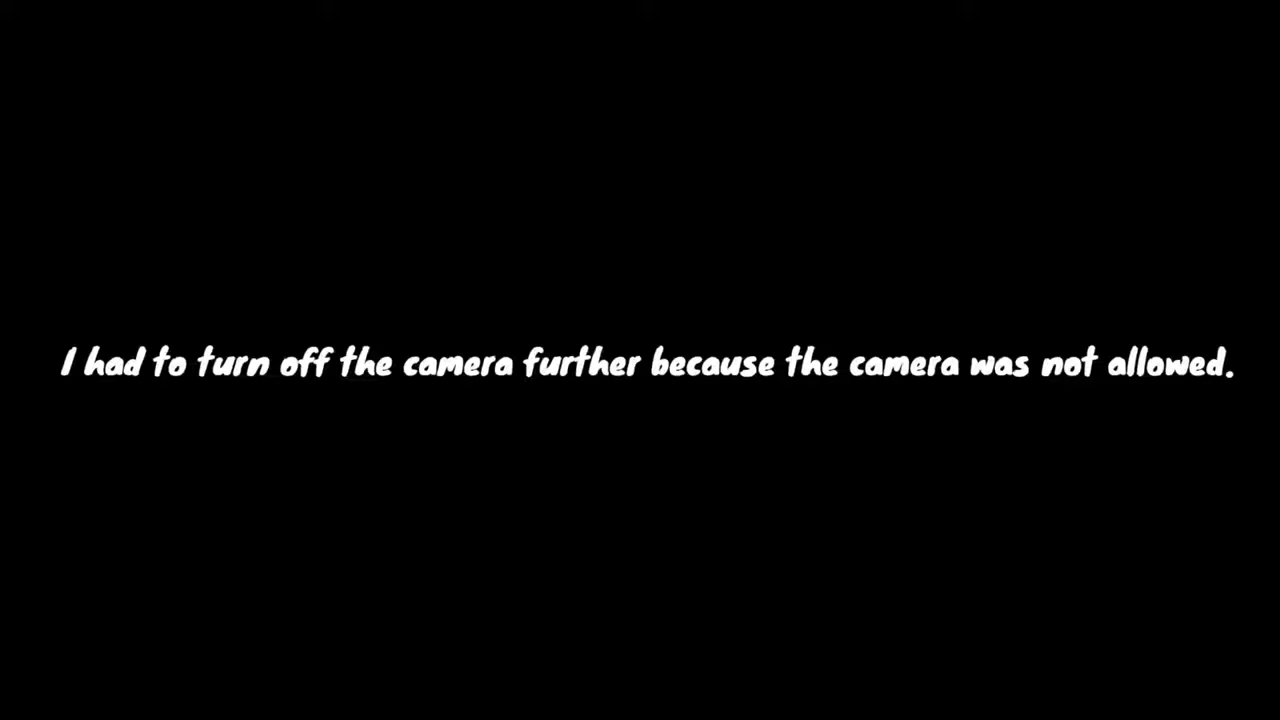 I had to turn off the camera further because the camera was not allowed.